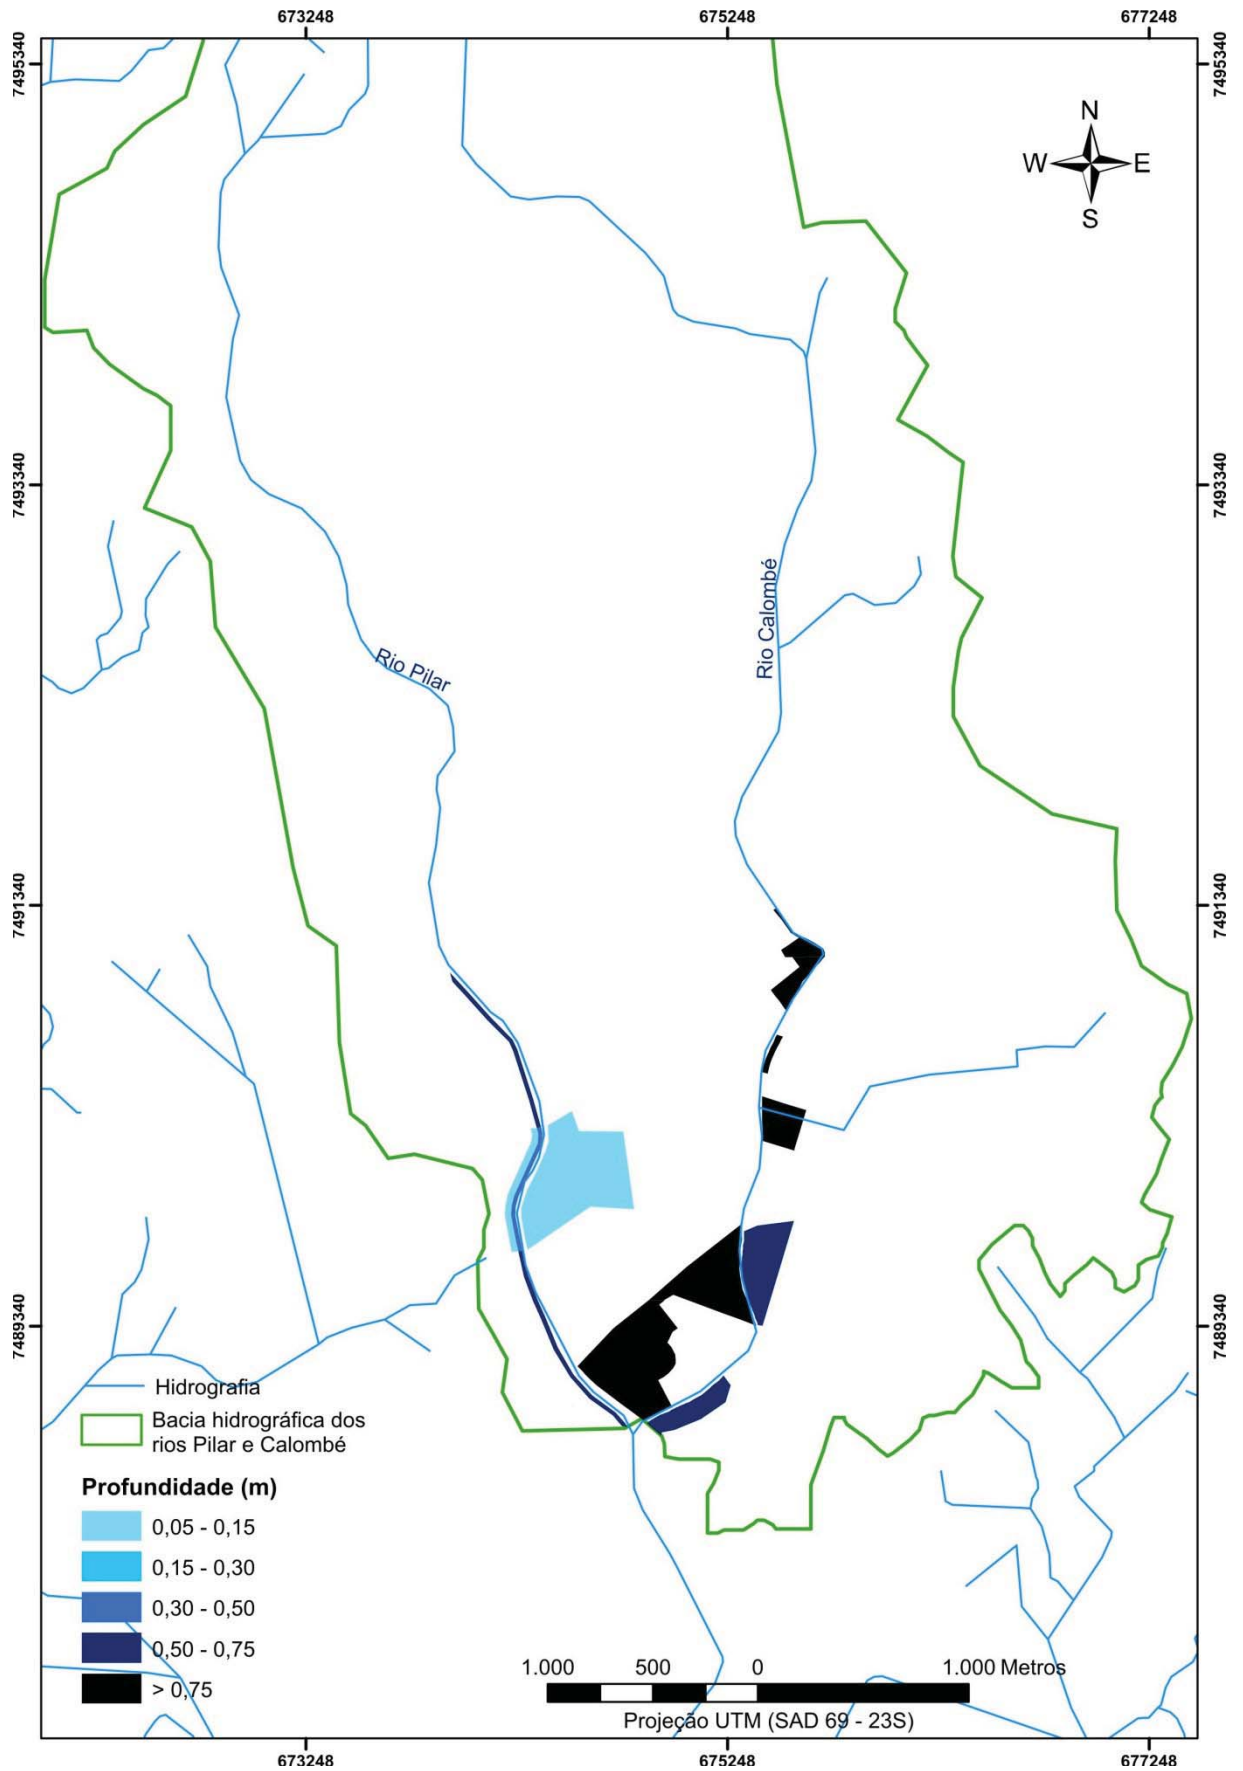 673248
675248
677248
7495340
7495340
N
W
E
S
7493340
7493340
Rio Pilar
Rio Calombé
7491340
7491340
7489340
7489340
Hidrografia
Bacia hidrográfica dos
rios Pilar e Calombé
Profundidade (m)
0,05 - 0,15
0,15 - 0,30
0,30 - 0,50
0,50 - 0,75
> 0,75
1.000 500 0 1.000 Metros
Projeção UTM (SAD 69 - 23S)
673248
675248
677248